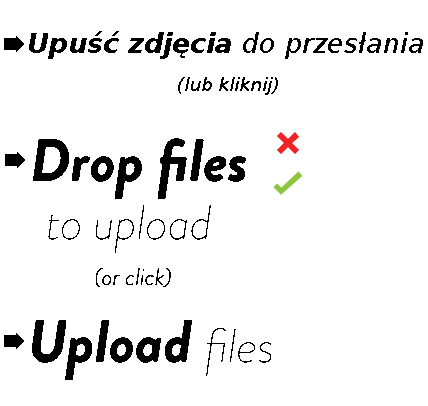 Upuść zdjęcia do przesłania
(lub kliknij)
Drop files
to upload
(or click)
Upload files